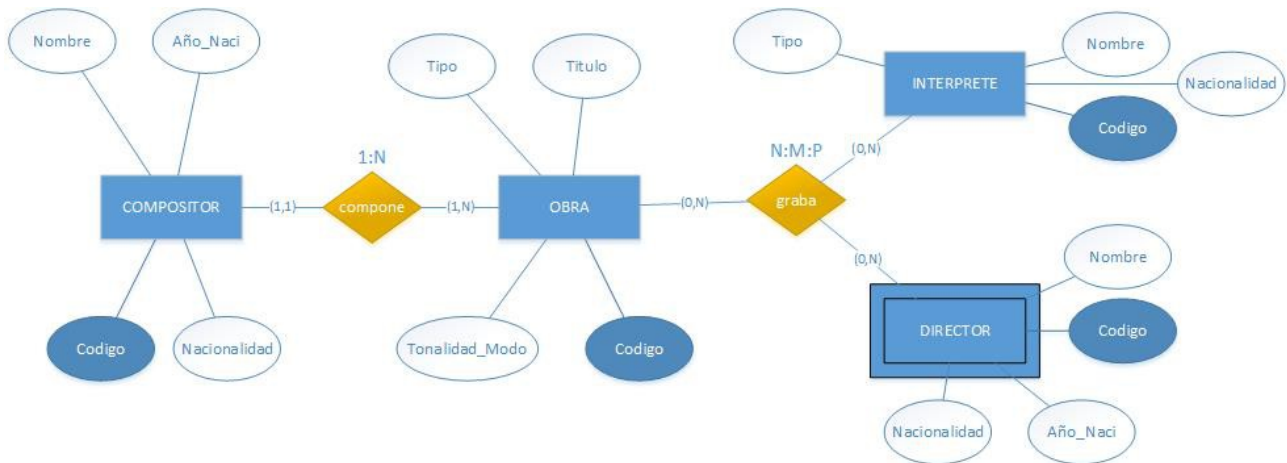 Nombre
Año_Naci
Tipo
Titulo
Tipo
INTERPRETE
Nombre
Nacionalidad
Codigo
1:N
N:M:P
(0,N)
COMPOSITOR
(1,1)
compone
(1,N)
OBRA
(0,N)
graba
(0,N)
Nombre
DIRECTOR
Codigo
Codigo
Nacionalidad
Tonalidad_Modo
Codigo
Nacionalidad
Año_Naci